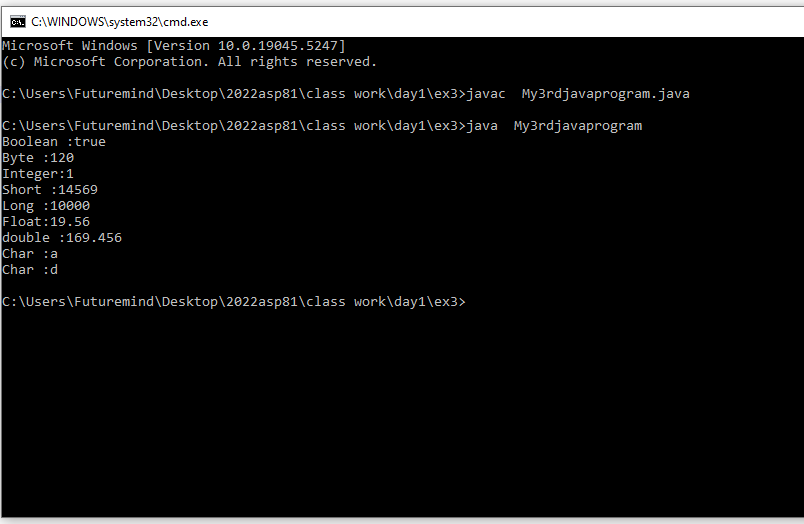 C:\WINDOWS\system32\cmd.exe
Microsoft Windows [Version 10.0.19045.5247]
(c) Microsoft Corporation. All rights reserved.
C:\Users\Futuremind\Desktop\2022asp81\class work\day1\ex3>javac  My3rdjavaprogram.java
C:\Users\Futuremind\Desktop\2022asp81\class work\day1\ex3>java  My3rdjavaprogram
Boolean :true
Byte :120
Integer:1
Short :14569
Long :10000
Float:19.56
double :169.456
Char :a
Char :d
C:\Users\Futuremind\Desktop\2022asp81\class work\day1\ex3>